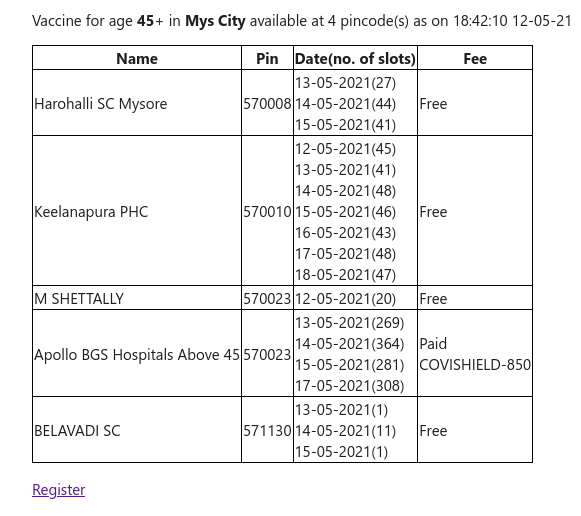 Vaccine for age 45+ in Mys City available at 4 pincode(s) as on 18:42:10 12-05-21
Name Pin Date(no. of slots) Fee
Harohalli SC Mysore 570008 13-05-2021(27) Free
14-05-2021(44)
15-05-2021(41)
Keelanapura PHC 570010 12-05-2021(45) Free
13-05-2021(41)
14-05-2021(48)
15-05-2021(46)
16-05-2021(43)
17-05-2021(48)
18-05-2021(47)
M SHETTALLY 570023 12-05-2021(20) Free
Apollo BGS Hospitals Above 45 570023 13-05-2021(269) Paid
14-05-2021(364) COVISHIELD-850
15-05-2021(281)
17-05-2021(308)
BELAVADI SC 571130 13-05-2021(1) Free
14-05-2021(11)
15-05-2021(1)
Register